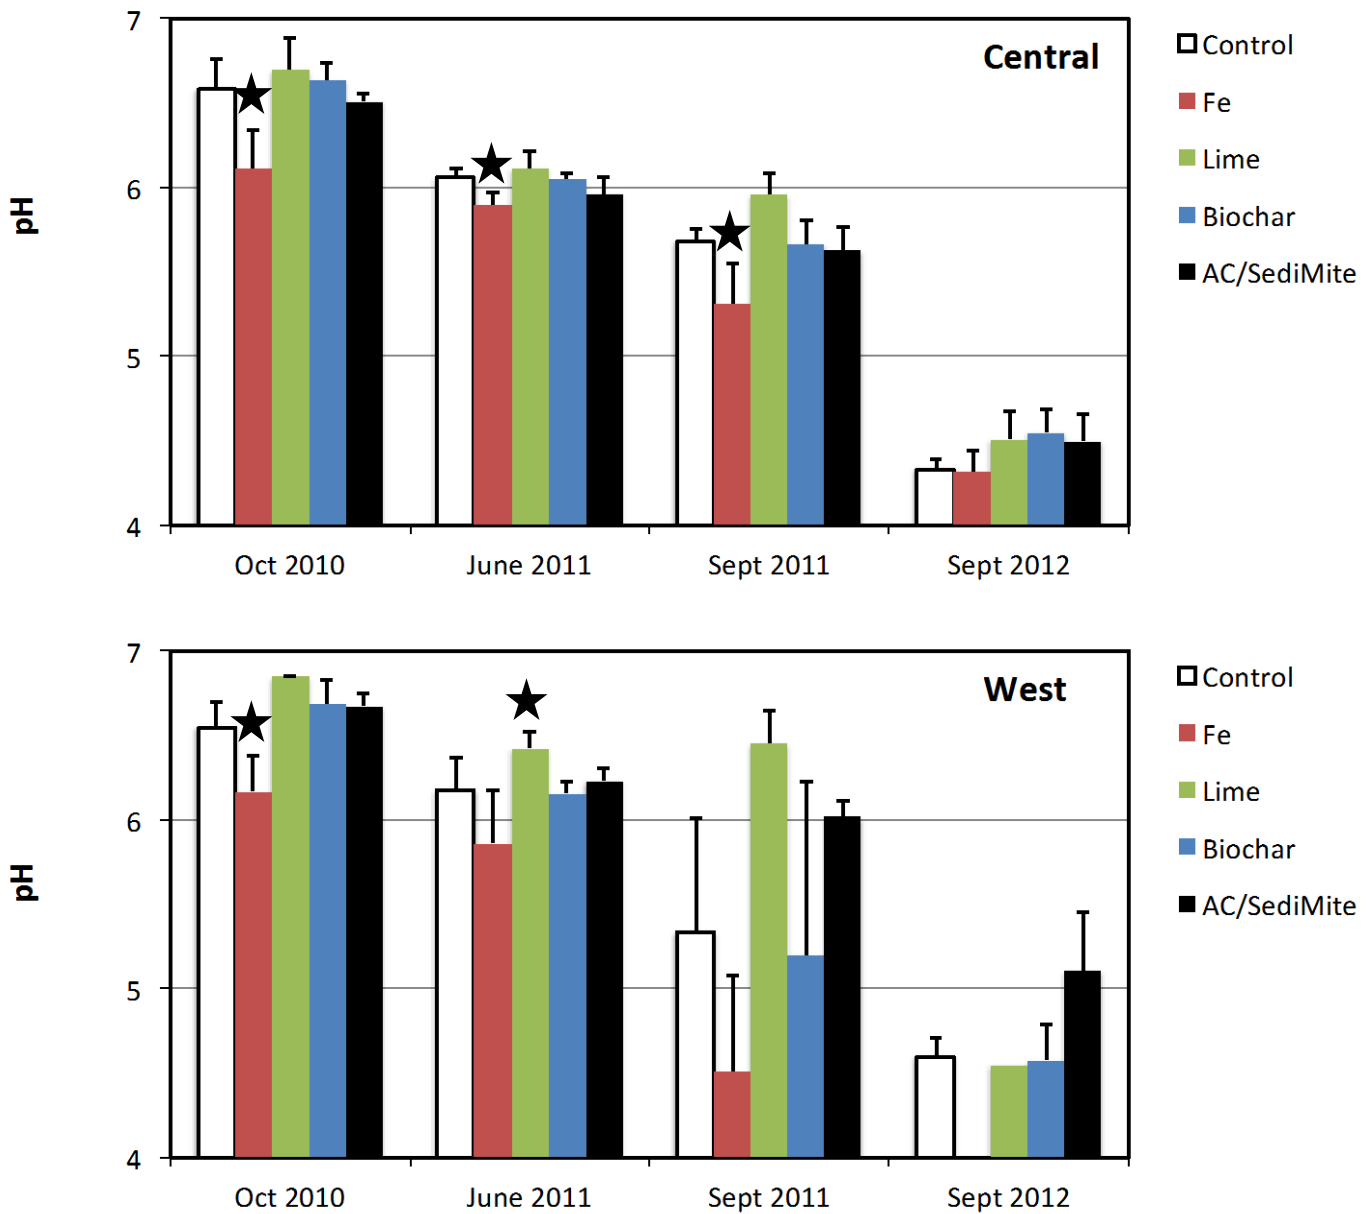 7
6
5
4
pH
Central
Control
Fe
Lime
Biochar
AC/SediMite
Oct 2010 June 2011 Sept 2011 Sept 2012
7
6
5
4
pH
West
Control
Fe
Lime
Biochar
AC/SediMite
Oct 2010 June 2011 Sept 2011 Sept 2012